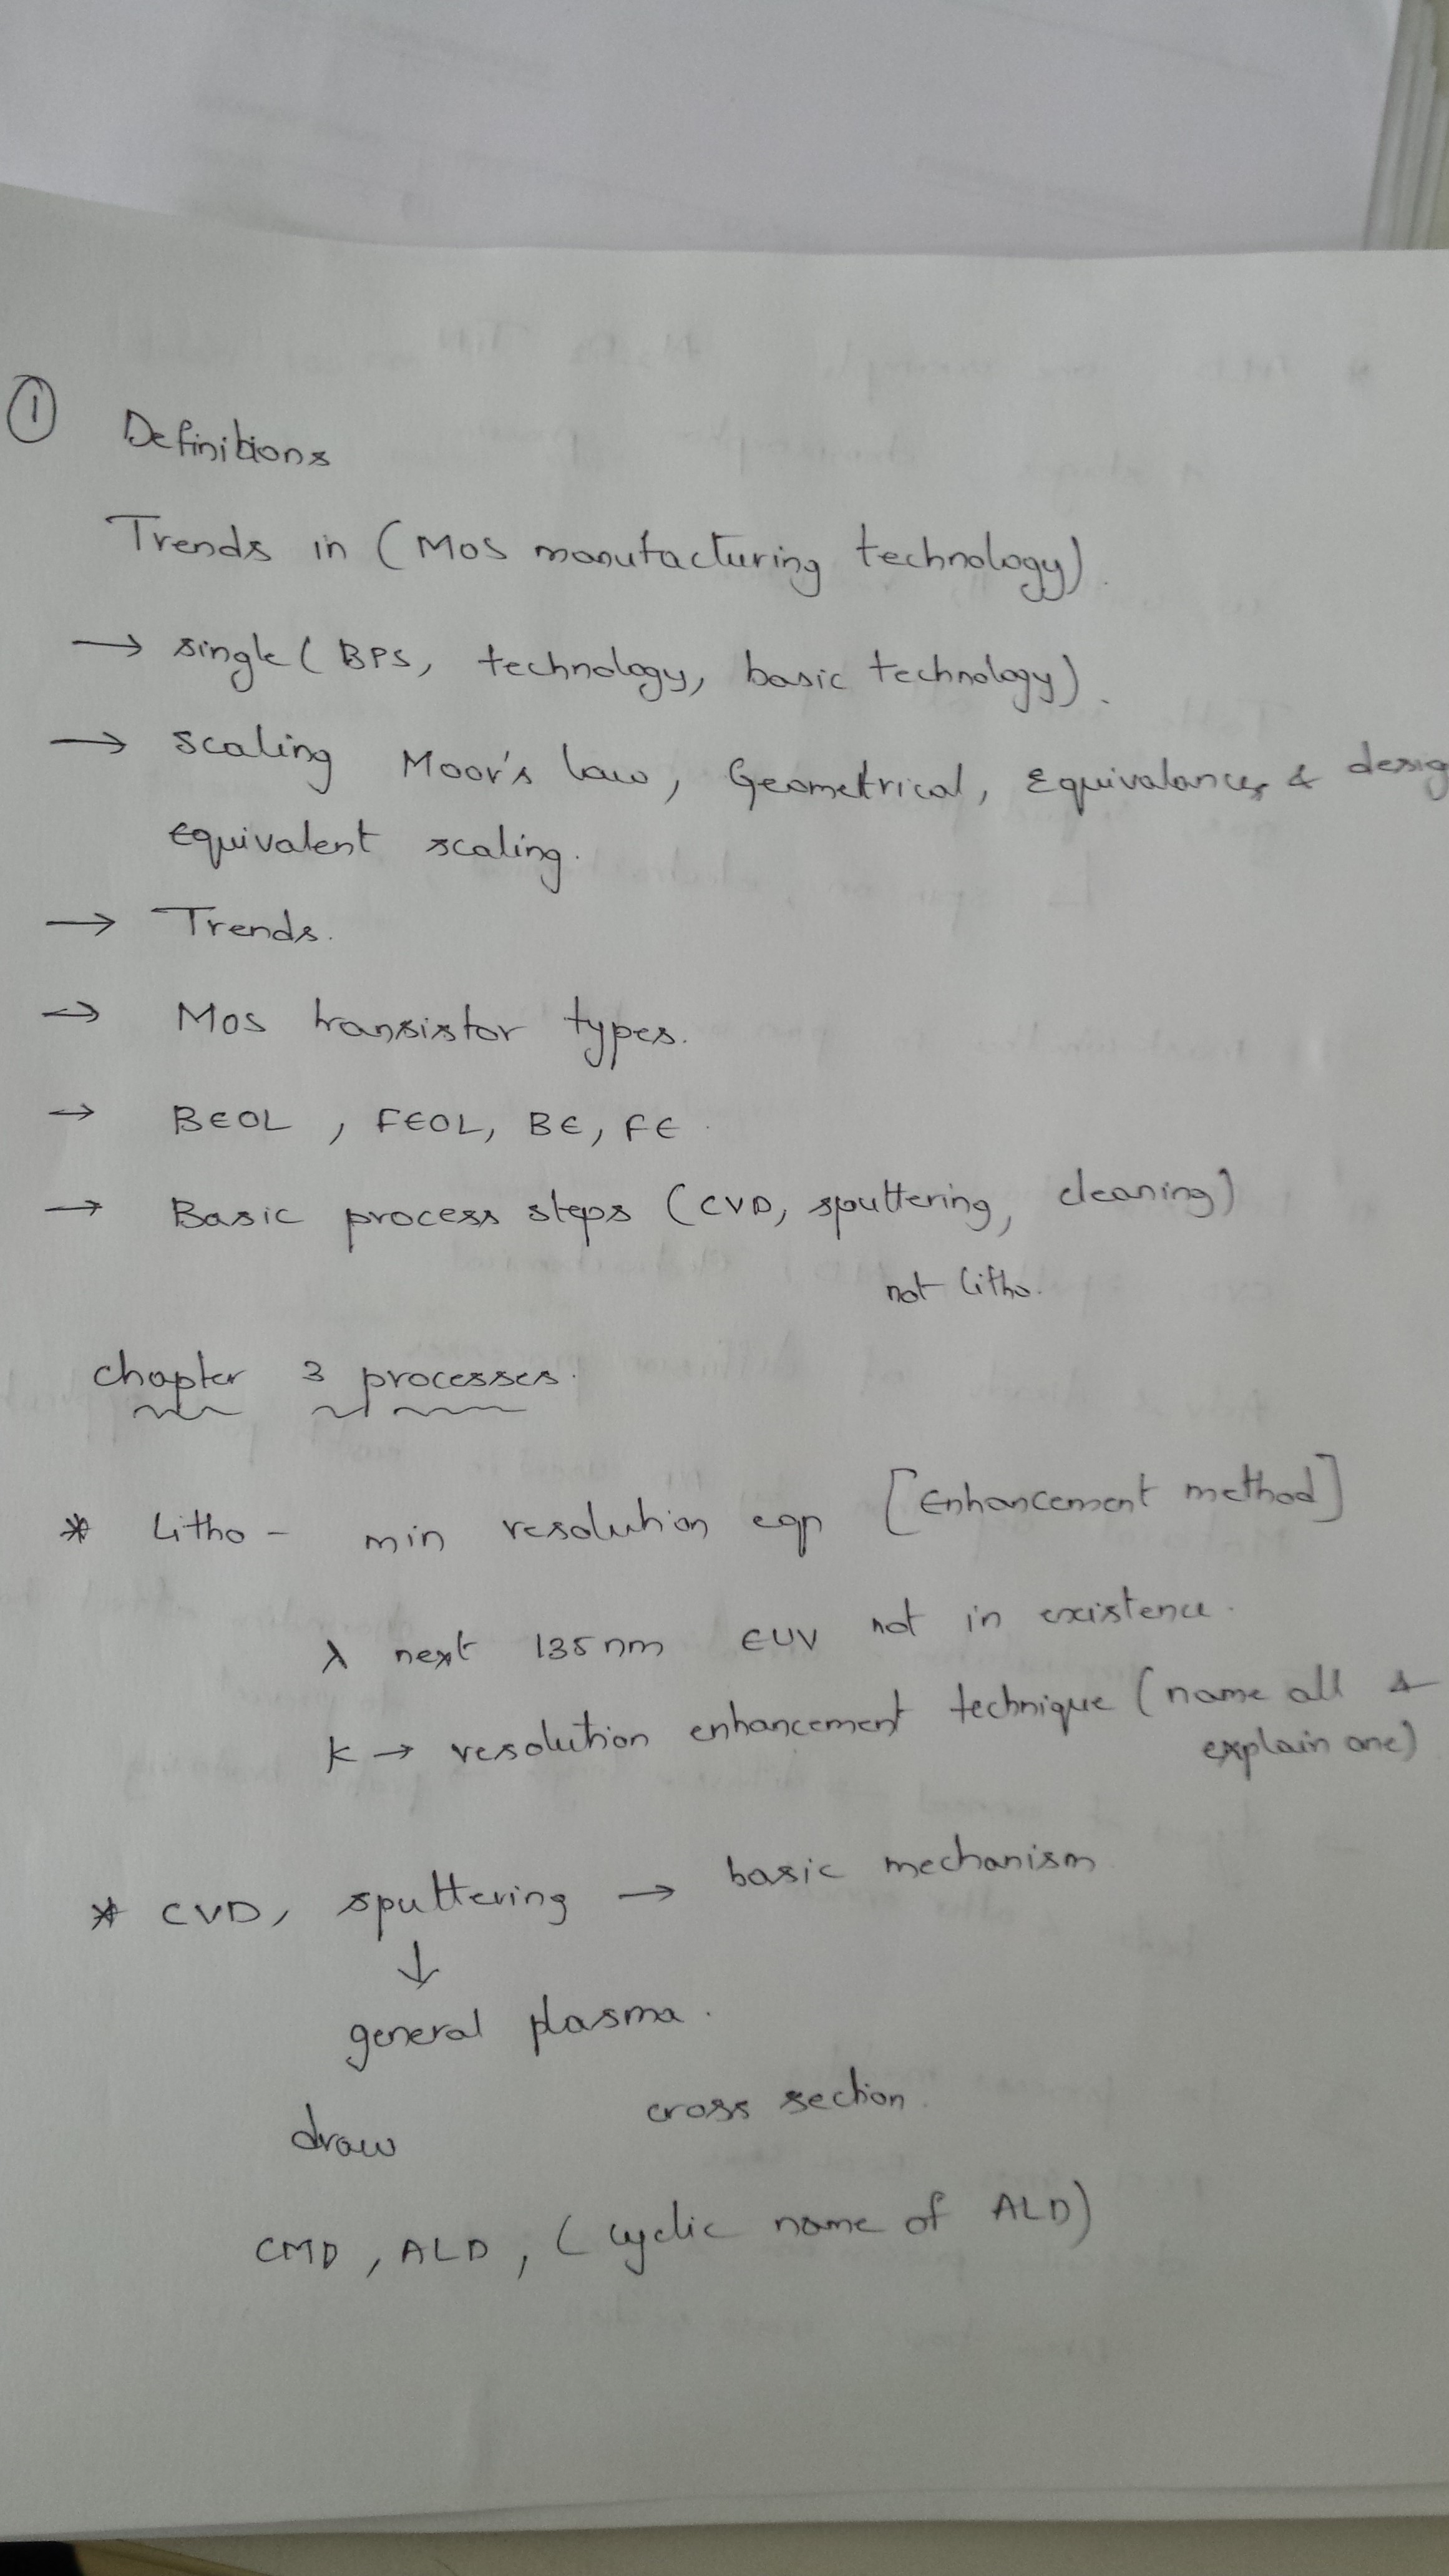 1
Definitions
Trends in (Mos manufacturing technology).
→ single (BPS, technology, basic technology).
→ scaling Moor's law, Geometrical, Equivalances & desig
equivalent scaling.
→ Trends.
→ Mos transistor types.
→ BEOL, FEOL, BE, FE.
→ Basic process steps (CVD, sputtering, cleaning)
not litho.
chapter 3 processes.
* Litho - min resolution eqn [Enhancement method]
λ next 135nm EUV not in existence.
K → resolution enhancement technique (name all &
explain one)
* CVD, sputtering → basic mechanism
↓
general plasma.
draw cross section.
CMD, ALD, (cyclic name of ALD)